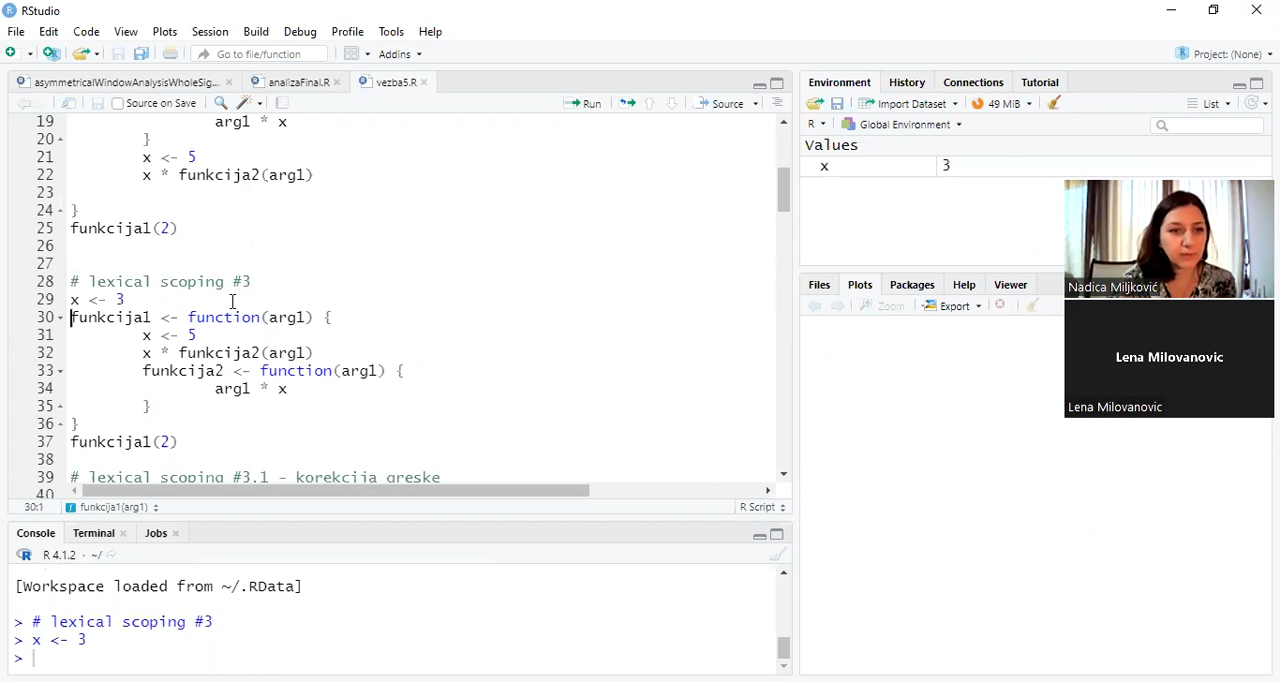 RStudio
File Edit Code View Plots Session Build Debug Profile Tools Help
Go to file/function Addins Project: (None)
asymmetricalWindowAnalysisWholeSig... analizaFinal.R vezba5.R
Source on Save Run Source
19 arg1 * x
20 }
21 x <- 5
22 x * funkcija2(arg1)
23
24 }
25 funkcija1(2)
26
27
28 # lexical scoping #3
29 x <- 3
30 funkcija1 <- function(arg1) {
31 x <- 5
32 x * funkcija2(arg1)
33 funkcija2 <- function(arg1) {
34 arg1 * x
35 }
36 }
37 funkcija1(2)
38
39 # lexical scoping #3.1 - korekcija greske
40
30:1 funkcija1(arg1) R Script
Console Terminal Jobs
R 4.1.2 · ~/
[Workspace loaded from ~/.RData]
> # lexical scoping #3
> x <- 3
>
Environment History Connections Tutorial
Import Dataset 49 MiB List
R Global Environment
Values
x 3
Files Plots Packages Help Viewer
Zoom Export
Nadica Miljković
Lena Milovanovic
Lena Milovanovic